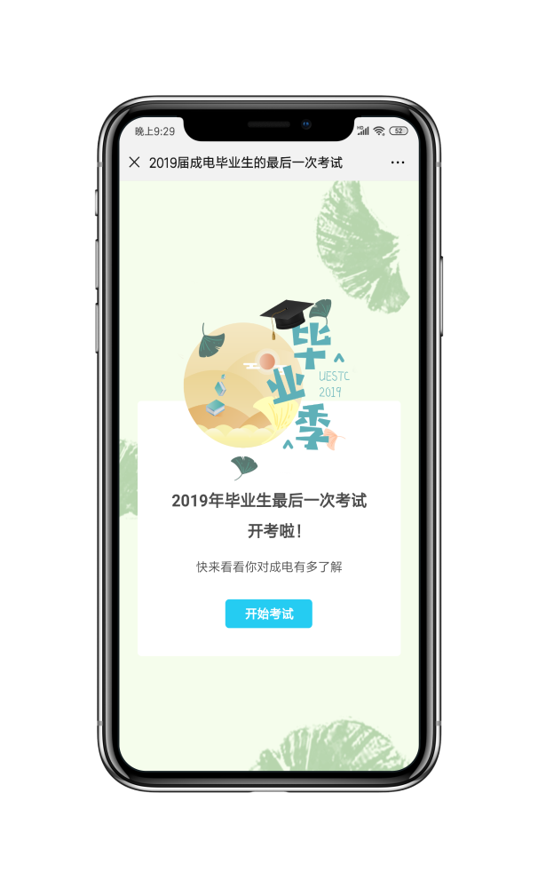 晚上9:29
HD
52
2019届成电毕业生的最后一次考试
毕
业
季
UESTC
2019
2019年毕业生最后一次考试
开考啦！
快来看看你对成电有多了解
开始考试